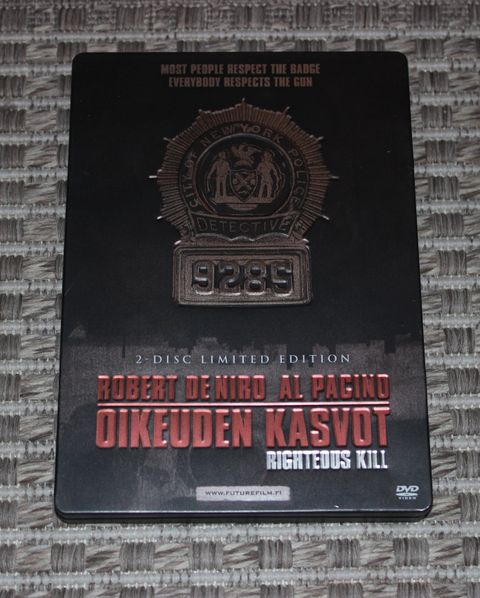 MOST PEOPLE RESPECT THE BADGE
EVERYBODY RESPECTS THE GUN
CITY OF NEW YORK POLICE
DETECTIVE
9285
2-DISC LIMITED EDITION
ROBERT DE NIRO AL PACINO
OIKEUDEN KASVOT
RIGHTEOUS KILL
WWW.FUTUREFILM.FI
DVD
VIDEO